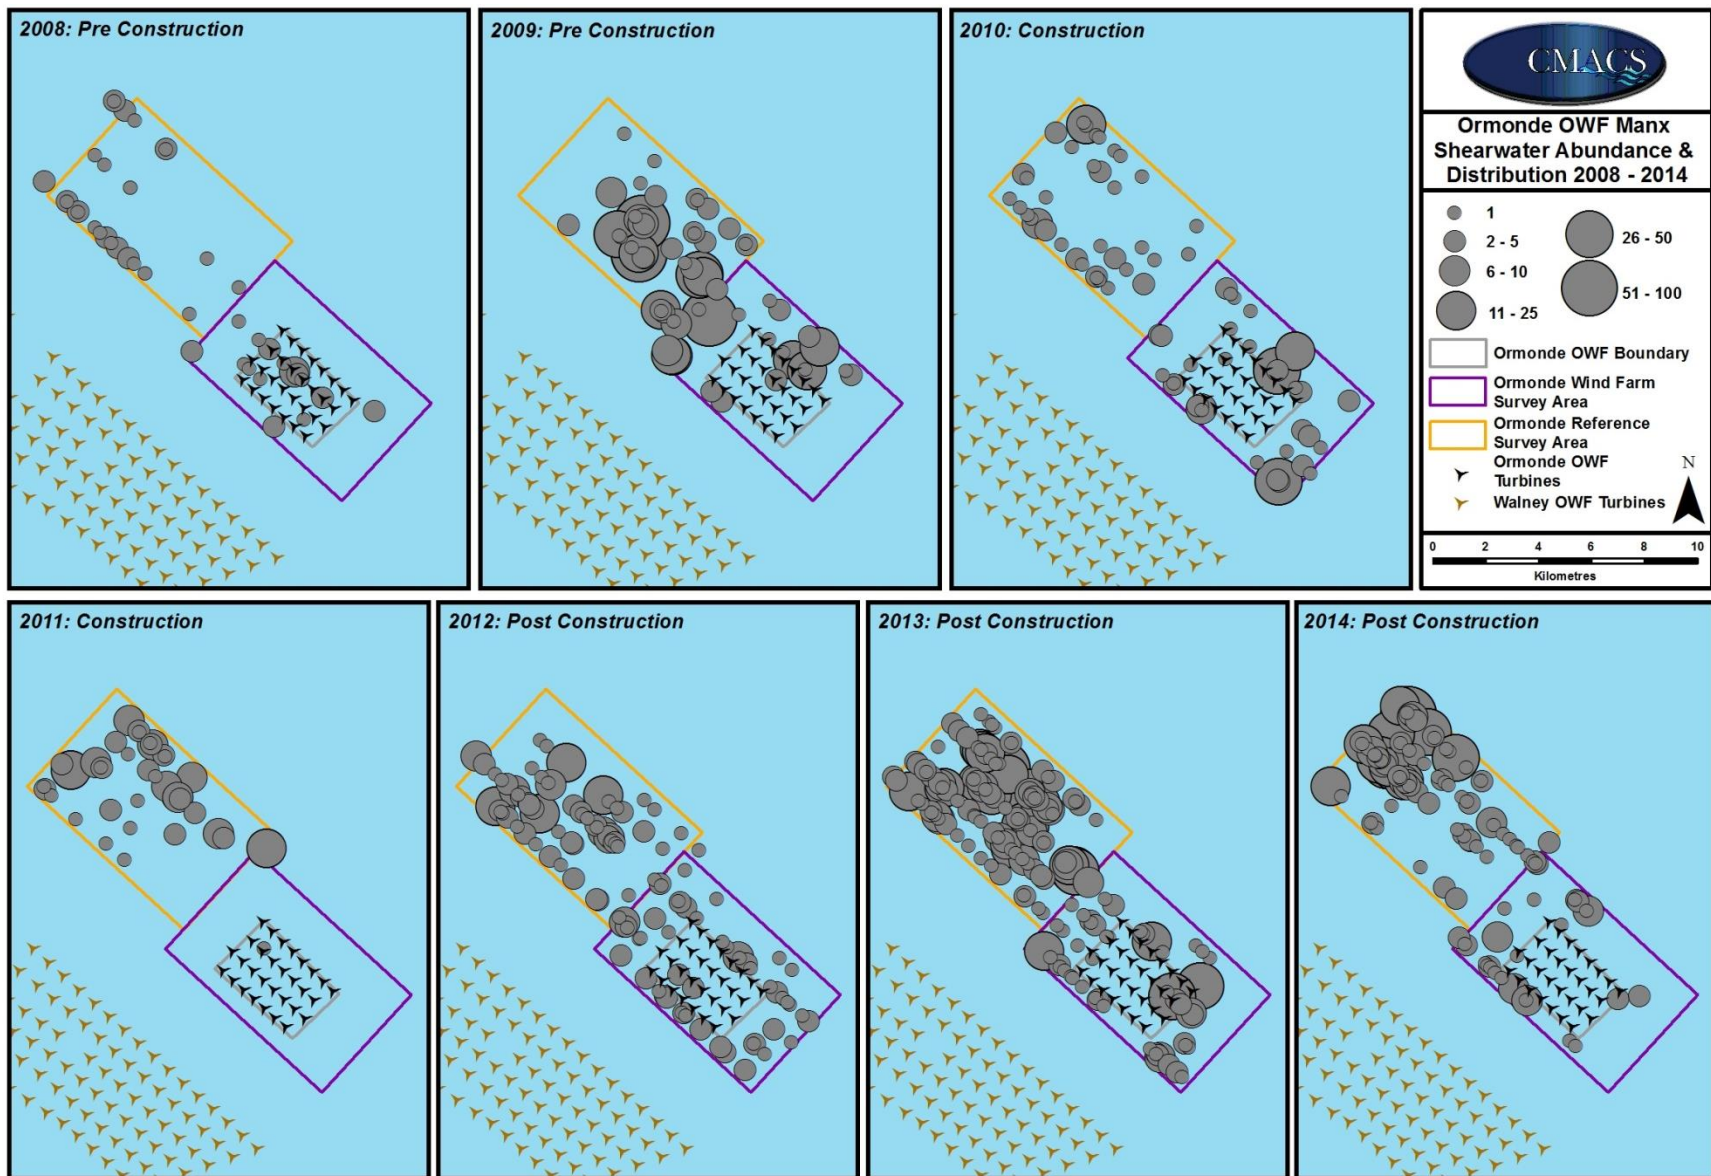 2008: Pre Construction
2009: Pre Construction
2010: Construction
CMACS
Ormonde OWF Manx
Shearwater Abundance &
Distribution 2008 - 2014
1
2 - 5
6 - 10
11 - 25
26 - 50
51 - 100
Ormonde OWF Boundary
Ormonde Wind Farm
Survey Area
Ormonde Reference
Survey Area
Ormonde OWF
Turbines
Walney OWF Turbines
N
0 2 4 6 8 10
Kilometres
2011: Construction
2012: Post Construction
2013: Post Construction
2014: Post Construction